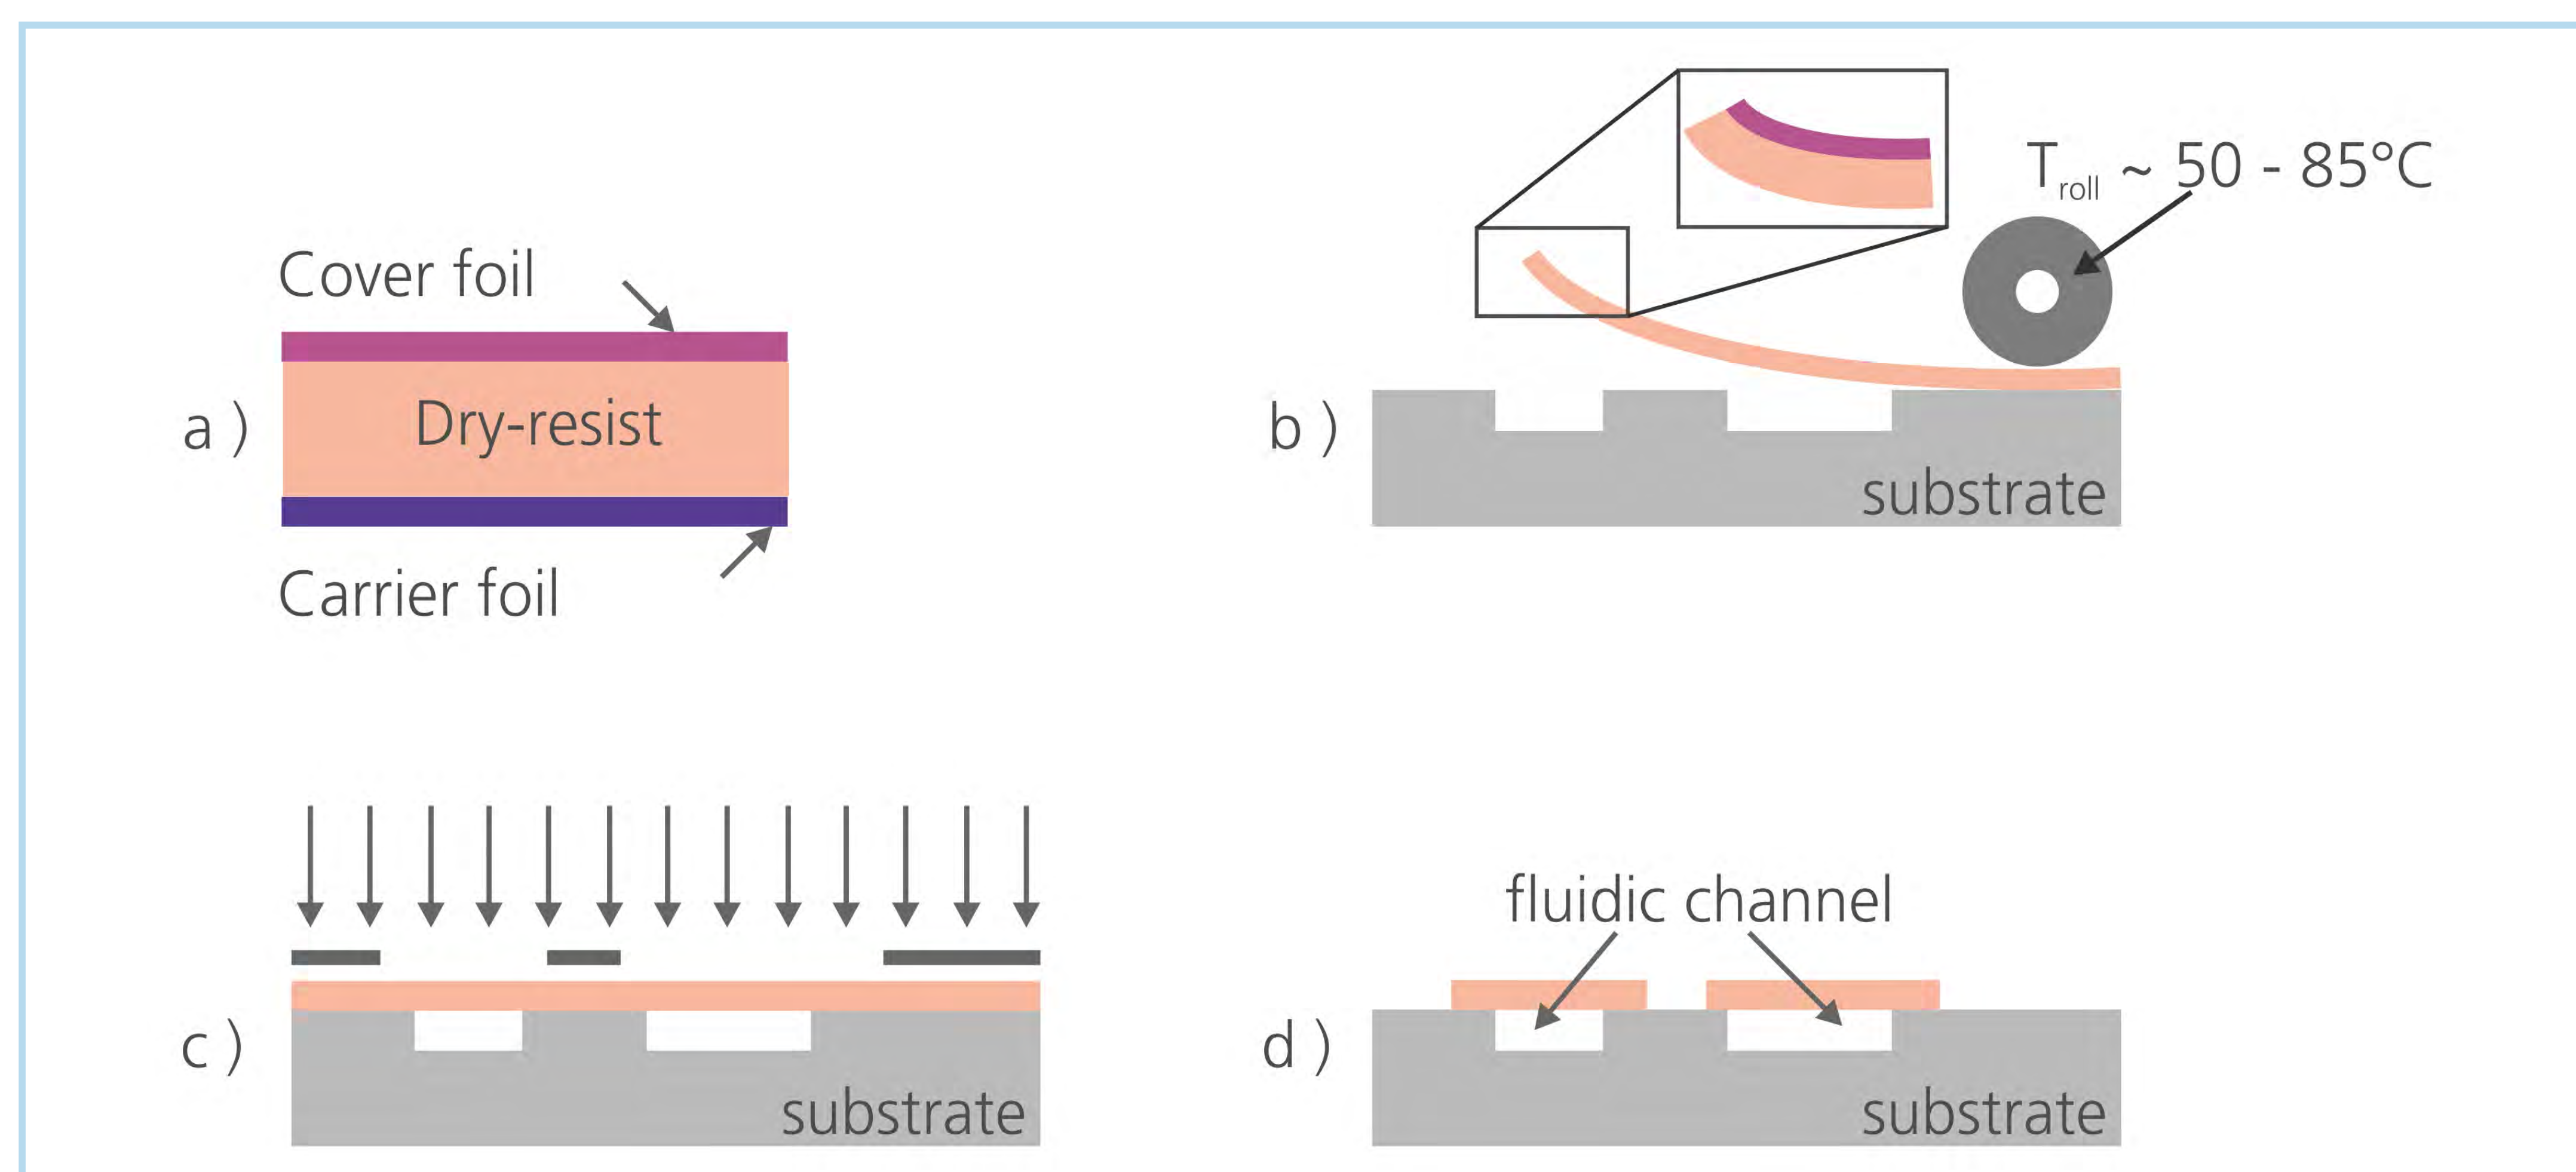 Cover foil
a )
Dry-resist
Carrier foil
T_roll ~ 50 - 85°C
b )
substrate
c )
substrate
fluidic channel
d )
substrate